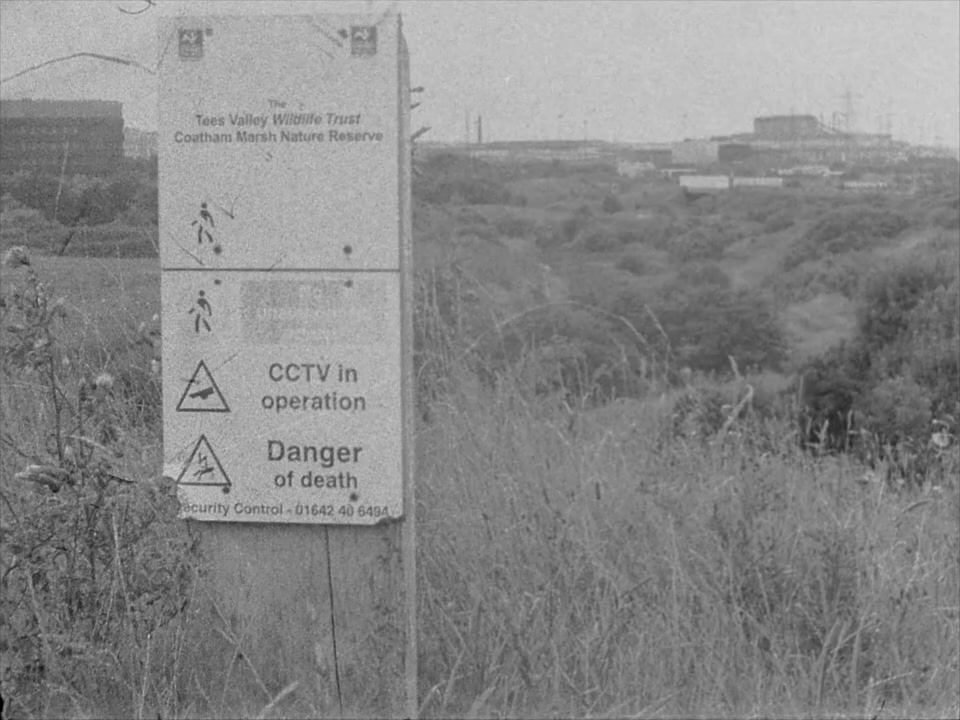 The
Tees Valley Wildlife Trust
Coatham Marsh Nature Reserve
CCTV in
operation
Danger
of death
Security Control - 01642 40 6494